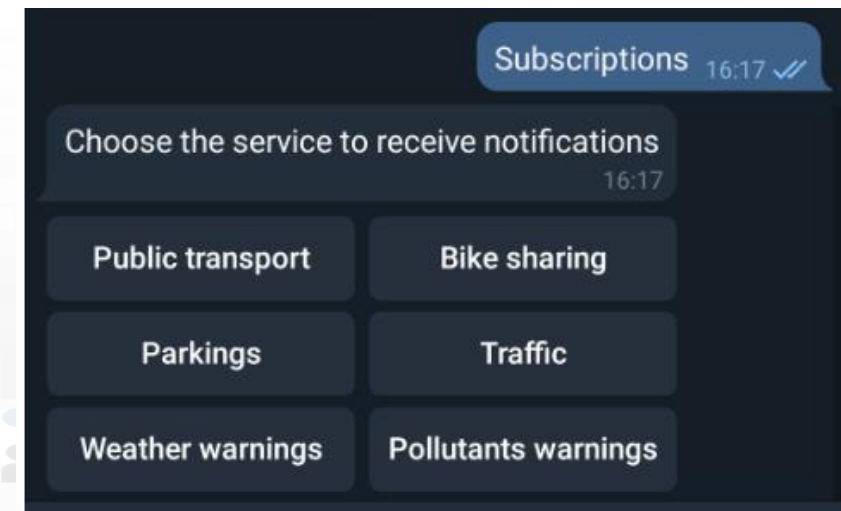 Subscriptions 16:17
Choose the service to receive notifications
16:17
Public transport
Bike sharing
Parkings
Traffic
Weather warnings
Pollutants warnings